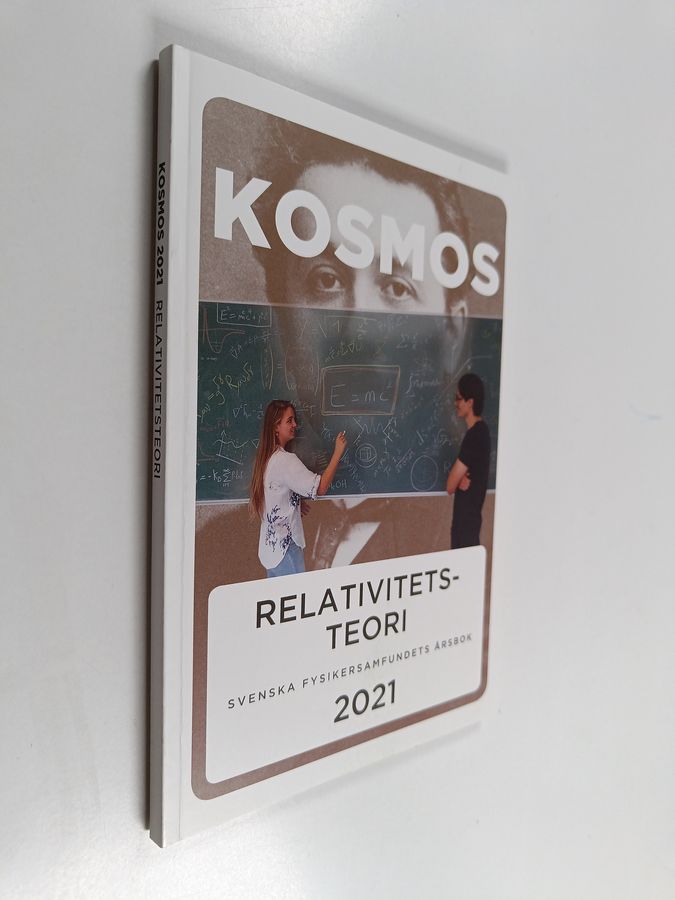 KOSMOS 2021 RELATIVITETSTEORI
KOSMOS
E = mc²
RELATIVITETS-
TEORI
SVENSKA FYSIKERSAMFUNDETS ÅRSBOK
2021